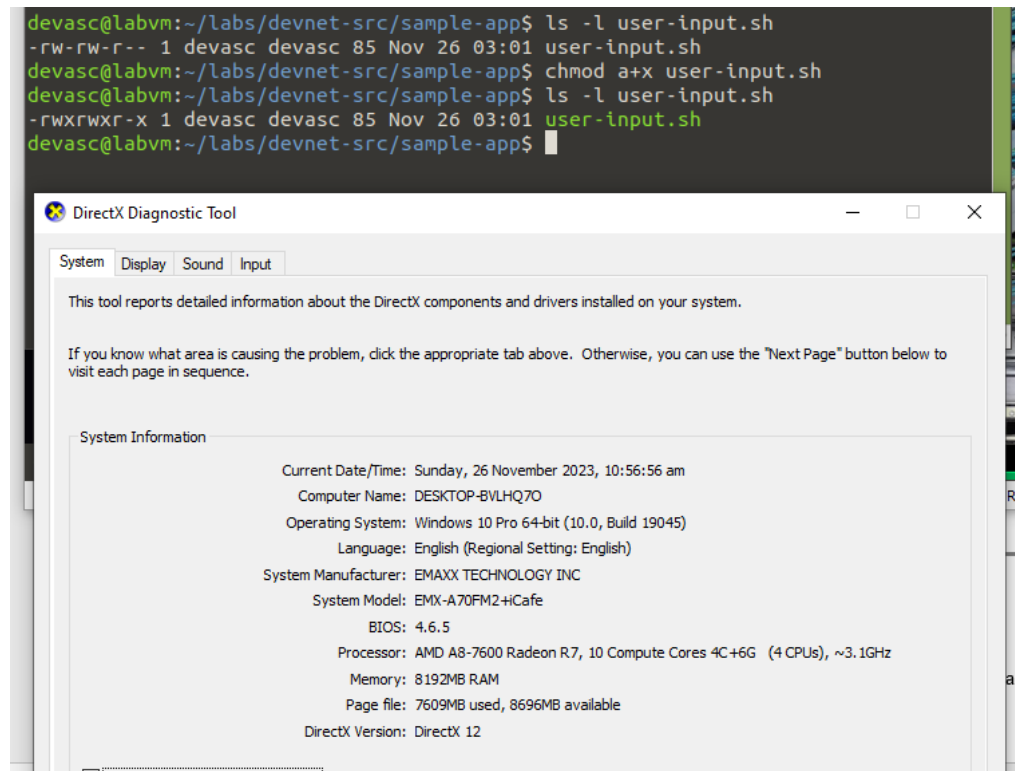 devasc@labvm:~/labs/devnet-src/sample-app$ ls -l user-input.sh
-rw-rw-r-- 1 devasc devasc 85 Nov 26 03:01 user-input.sh
devasc@labvm:~/labs/devnet-src/sample-app$ chmod a+x user-input.sh
devasc@labvm:~/labs/devnet-src/sample-app$ ls -l user-input.sh
-rwxrwxr-x 1 devasc devasc 85 Nov 26 03:01 user-input.sh
devasc@labvm:~/labs/devnet-src/sample-app$
DirectX Diagnostic Tool
System Display Sound Input
This tool reports detailed information about the DirectX components and drivers installed on your system.
If you know what area is causing the problem, click the appropriate tab above. Otherwise, you can use the "Next Page" button below to
visit each page in sequence.
System Information
Current Date/Time: Sunday, 26 November 2023, 10:56:56 am
Computer Name: DESKTOP-BVLHQ7O
Operating System: Windows 10 Pro 64-bit (10.0, Build 19045)
Language: English (Regional Setting: English)
System Manufacturer: EMAXX TECHNOLOGY INC
System Model: EMX-A70FM2+iCafe
BIOS: 4.6.5
Processor: AMD A8-7600 Radeon R7, 10 Compute Cores 4C+6G (4 CPUs), ~3.1GHz
Memory: 8192MB RAM
Page file: 7609MB used, 8696MB available
DirectX Version: DirectX 12